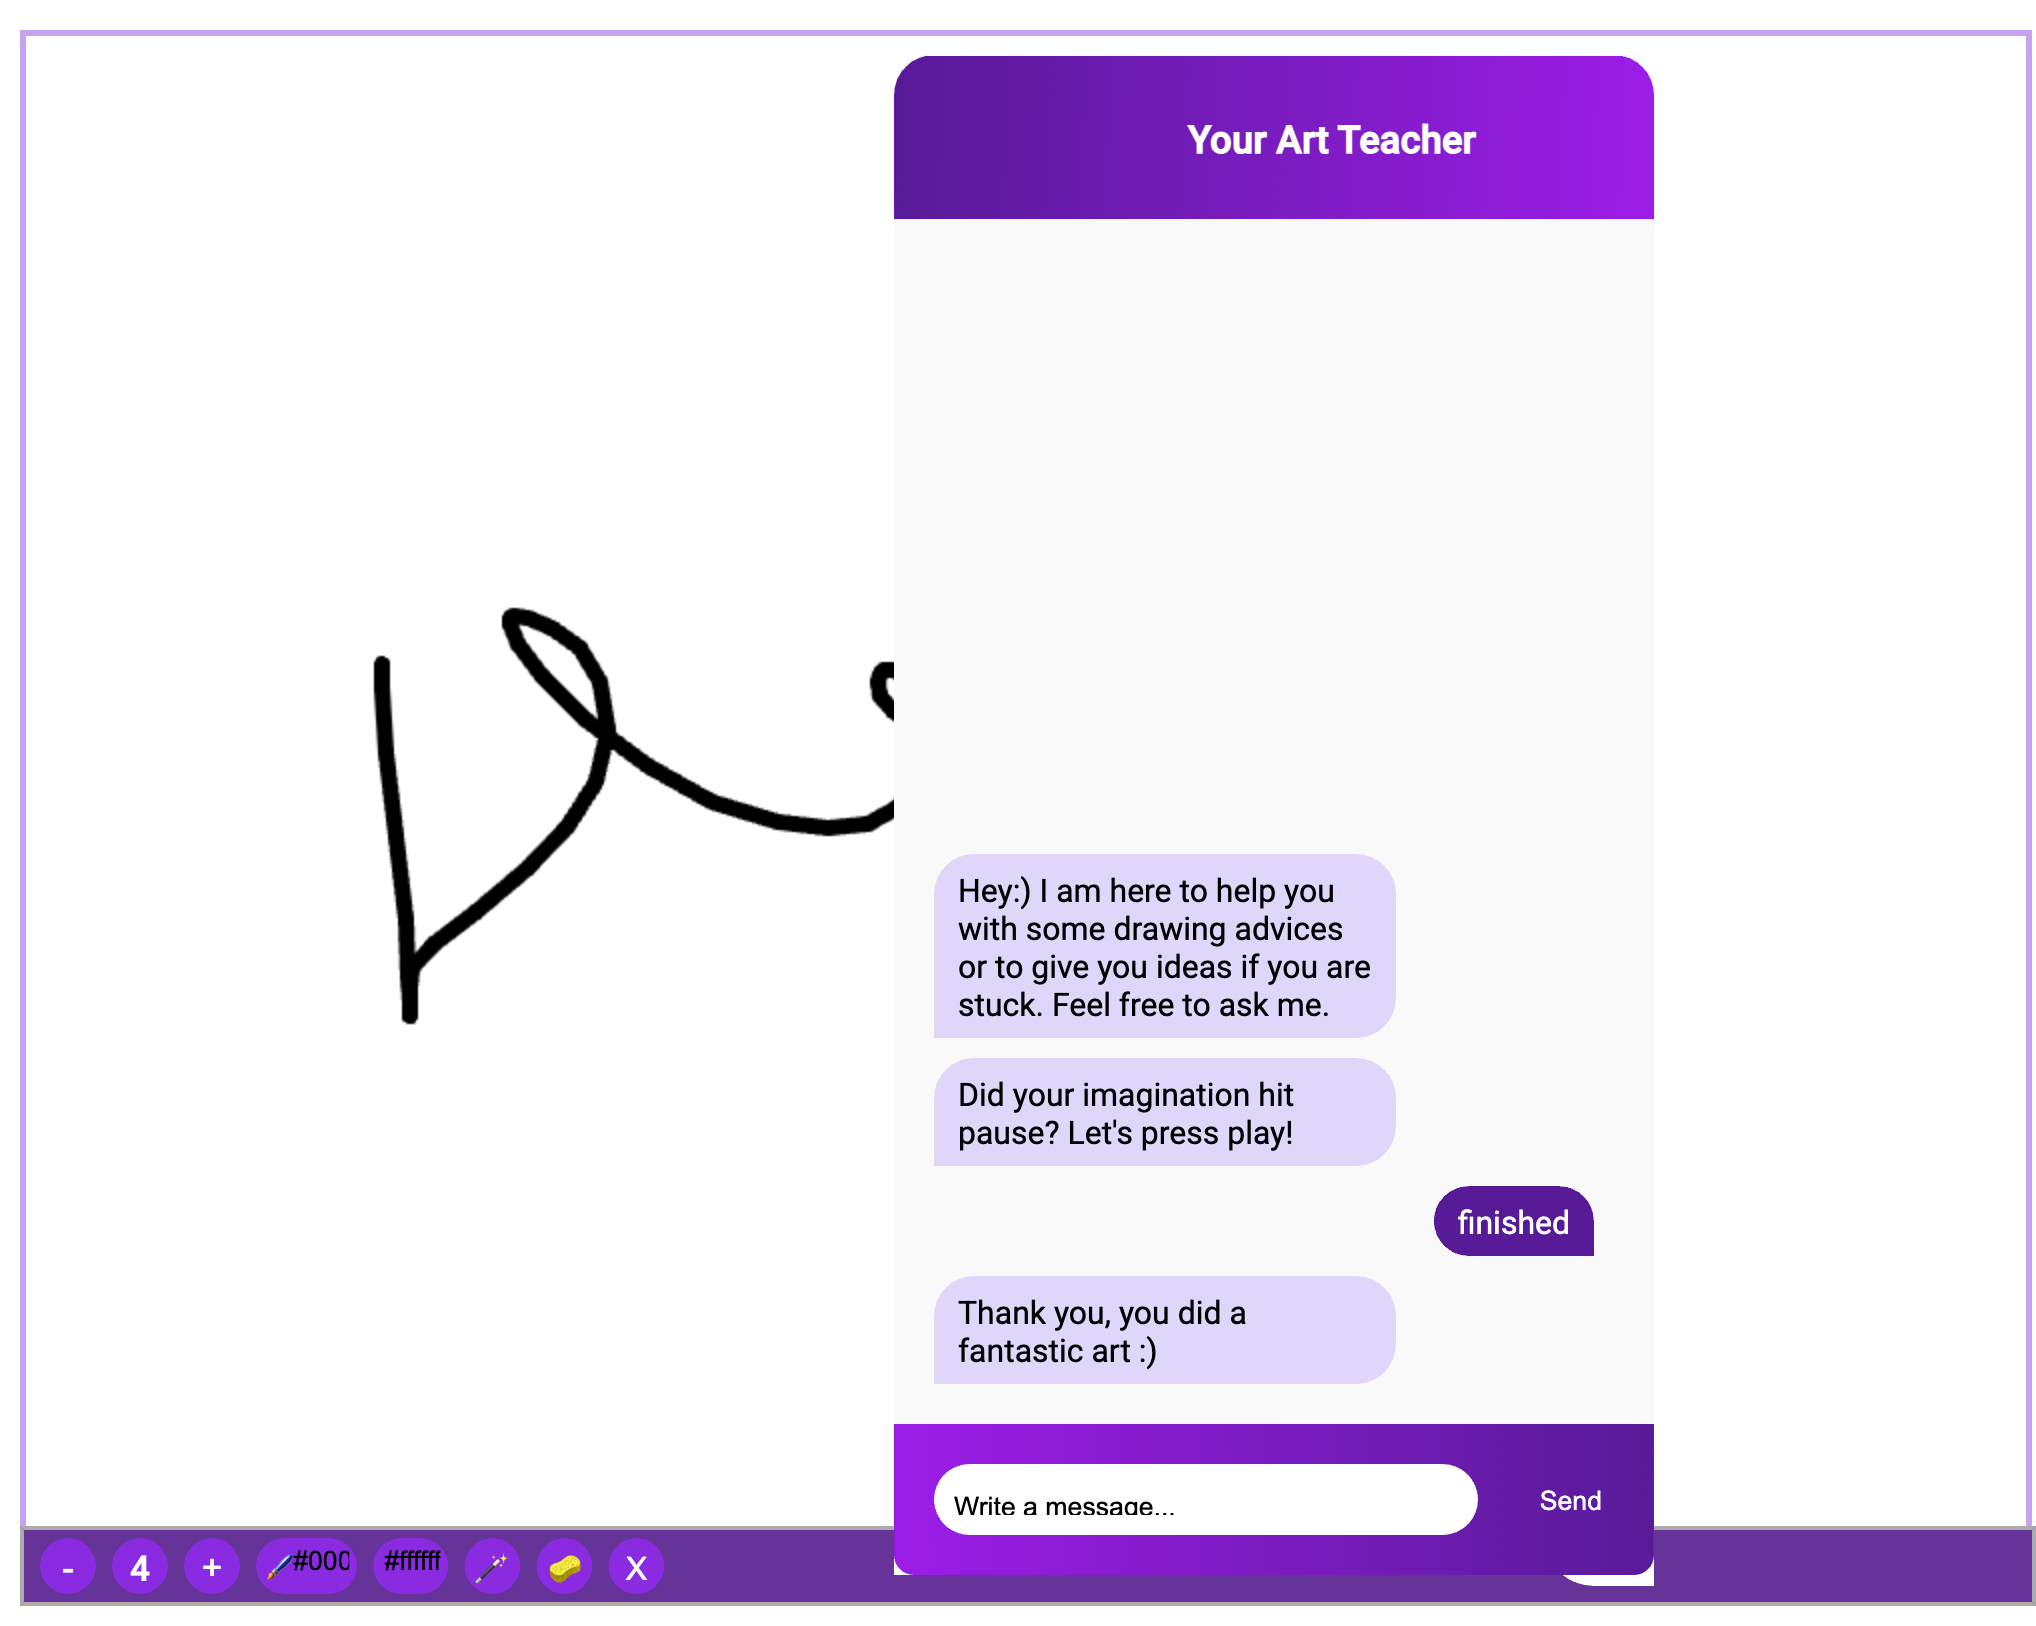 Your Art Teacher
Hey:) I am here to help you
with some drawing advices
or to give you ideas if you are
stuck. Feel free to ask me.
Did your imagination hit
pause? Let's press play!
finished
Thank you, you did a
fantastic art :)
Write a message...
Send
- 4 + #000 #ffffff X